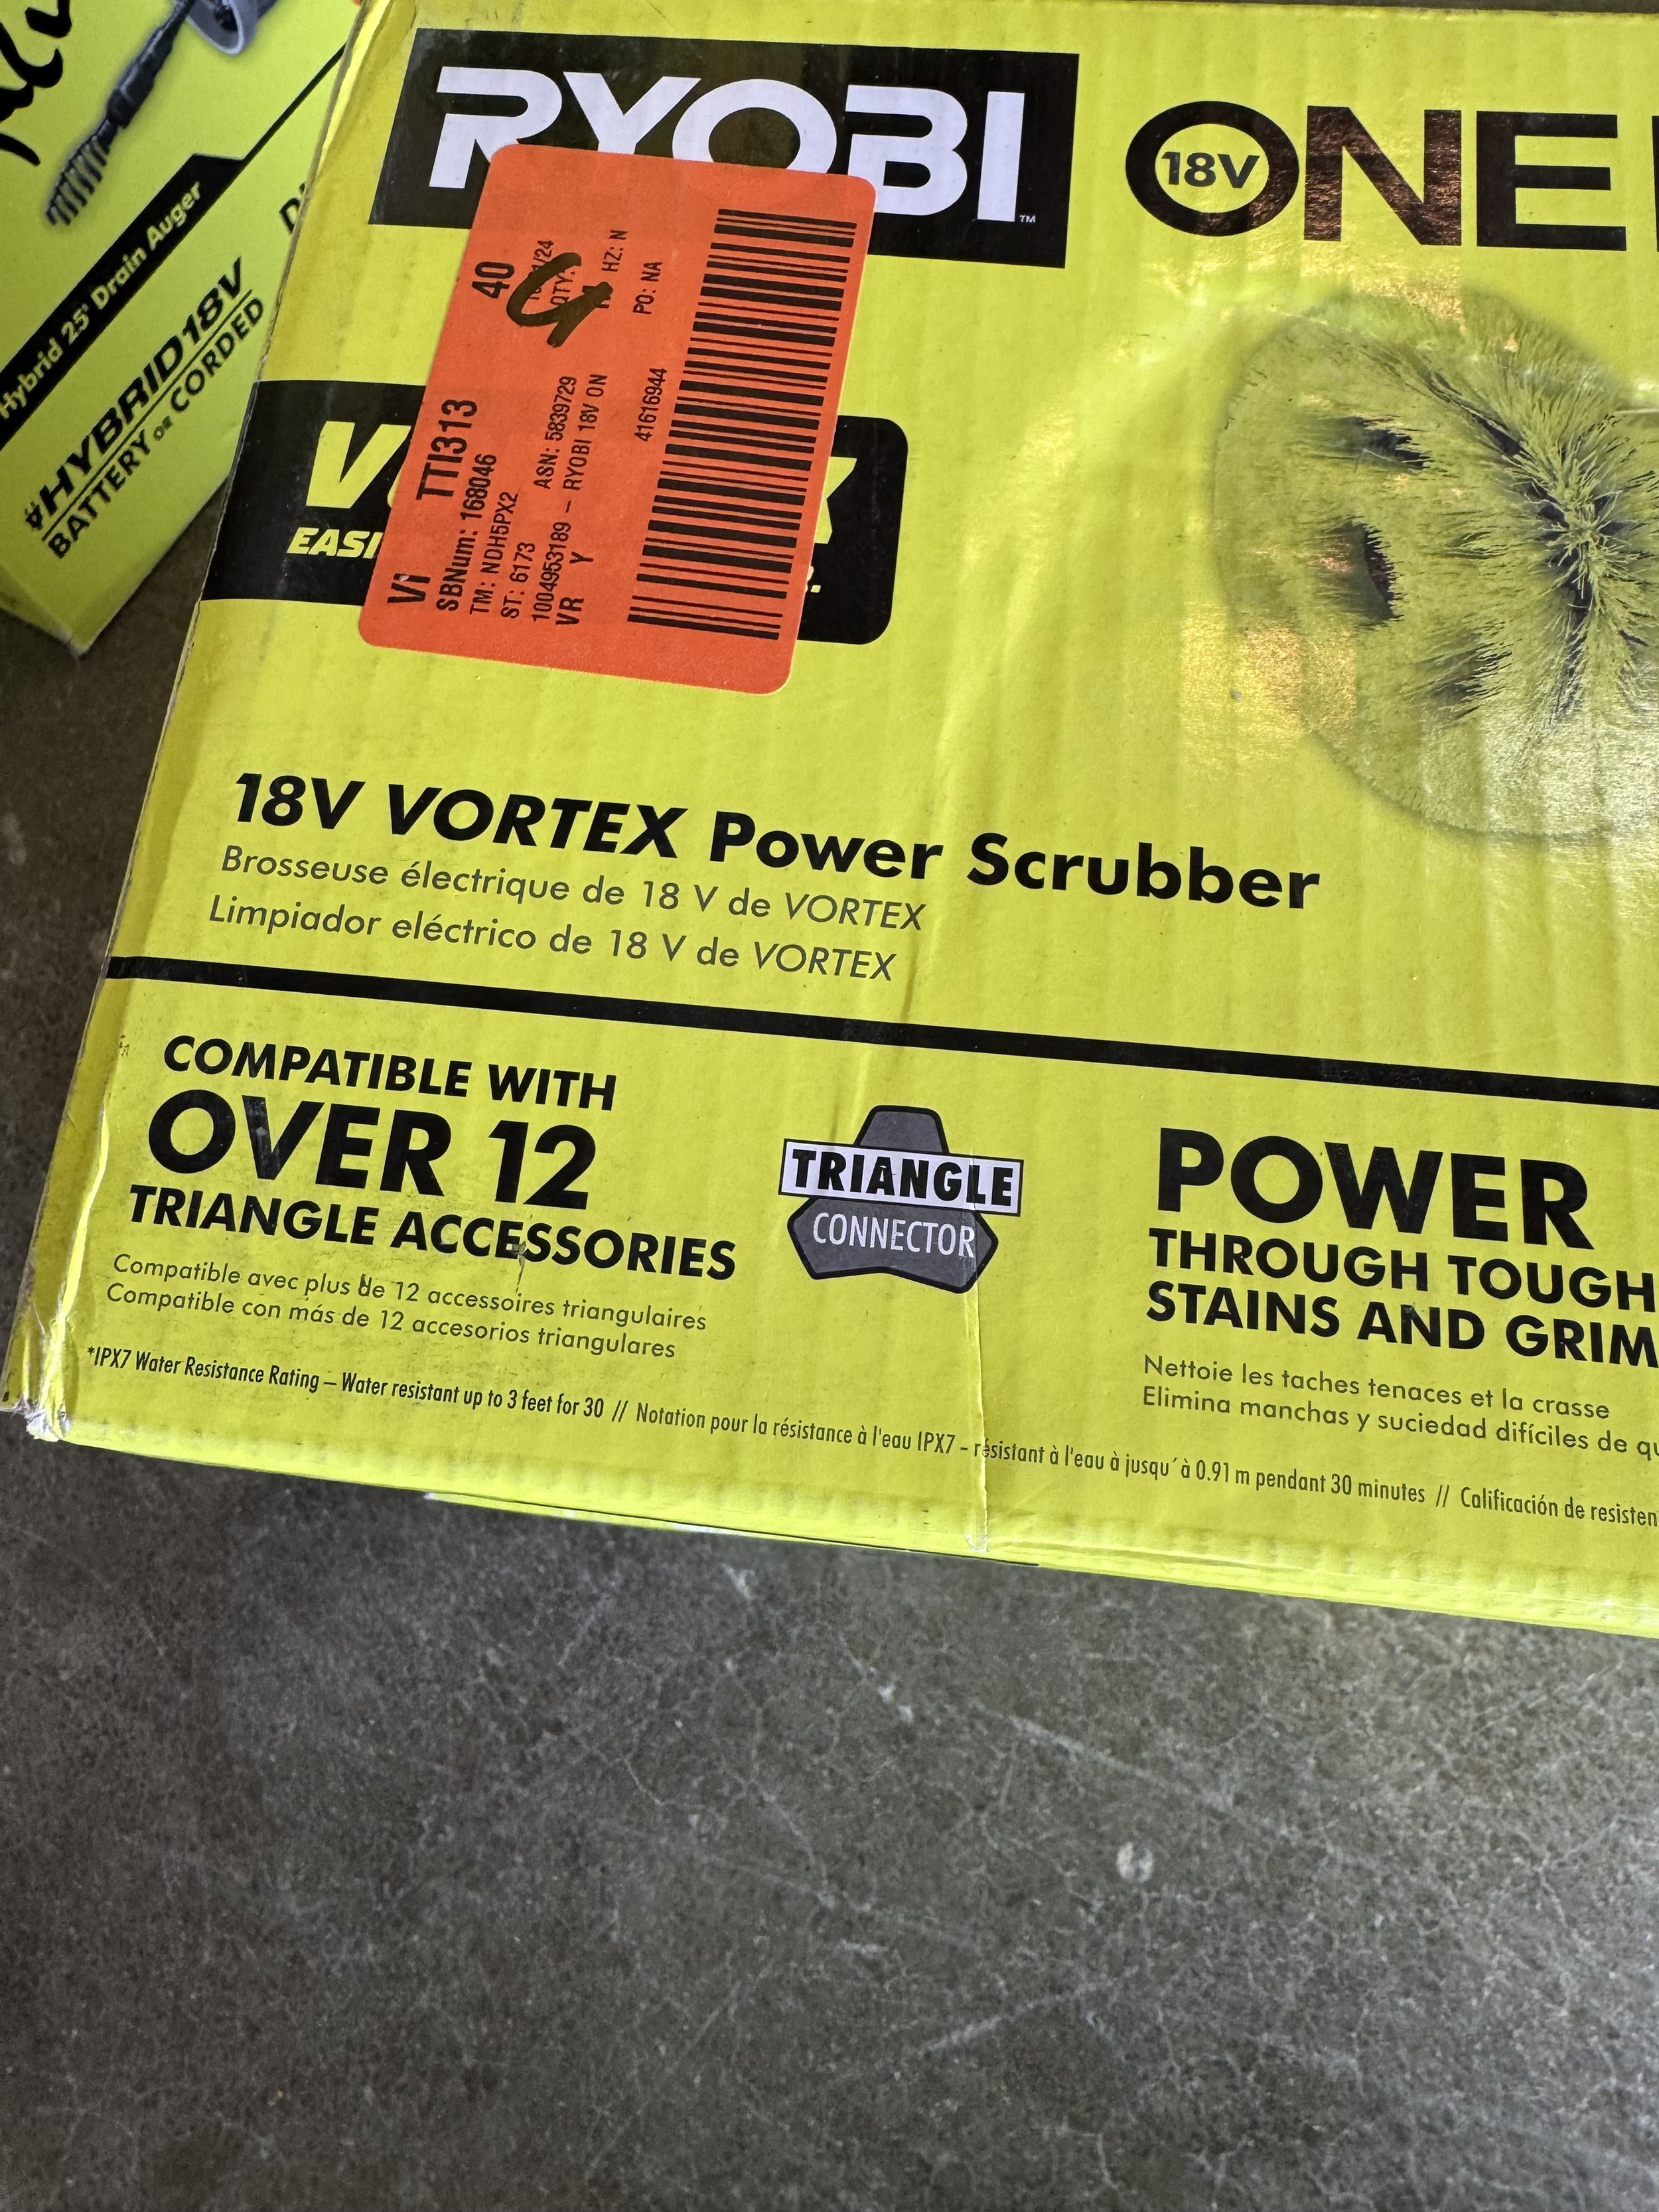 RYOBI
™
18V
ONE
18V VORTEX Power Scrubber
Brosseuse électrique de 18 V de VORTEX
Limpiador eléctrico de 18 V de VORTEX
COMPATIBLE WITH
OVER 12
TRIANGLE ACCESSORIES
Compatible avec plus de 12 accessoires triangulaires
Compatible con más de 12 accesorios triangulares
TRIANGLE
CONNECTOR
POWER
THROUGH TOUGH
STAINS AND GRIM
Nettoie les taches tenaces et la crasse
Elimina manchas y suciedad difíciles de qu
*IPX7 Water Resistance Rating – Water resistant up to 3 feet for 30 // Notation pour la résistance à l'eau IPX7 - résistant à l'eau à jusqu´à 0.91 m pendant 30 minutes // Calificación de resisten
VI TTI313 40
SBNum: 168046
TM: NDH5PX2
ST: 6173 ASN: 5839729
1004953189 – RYOBI 18V ON
VR Y HZ: N
PO: NA
41616944
EASI
Hybrid 25' Drain Auger
#HYBRID18V
BATTERY OR CORDED